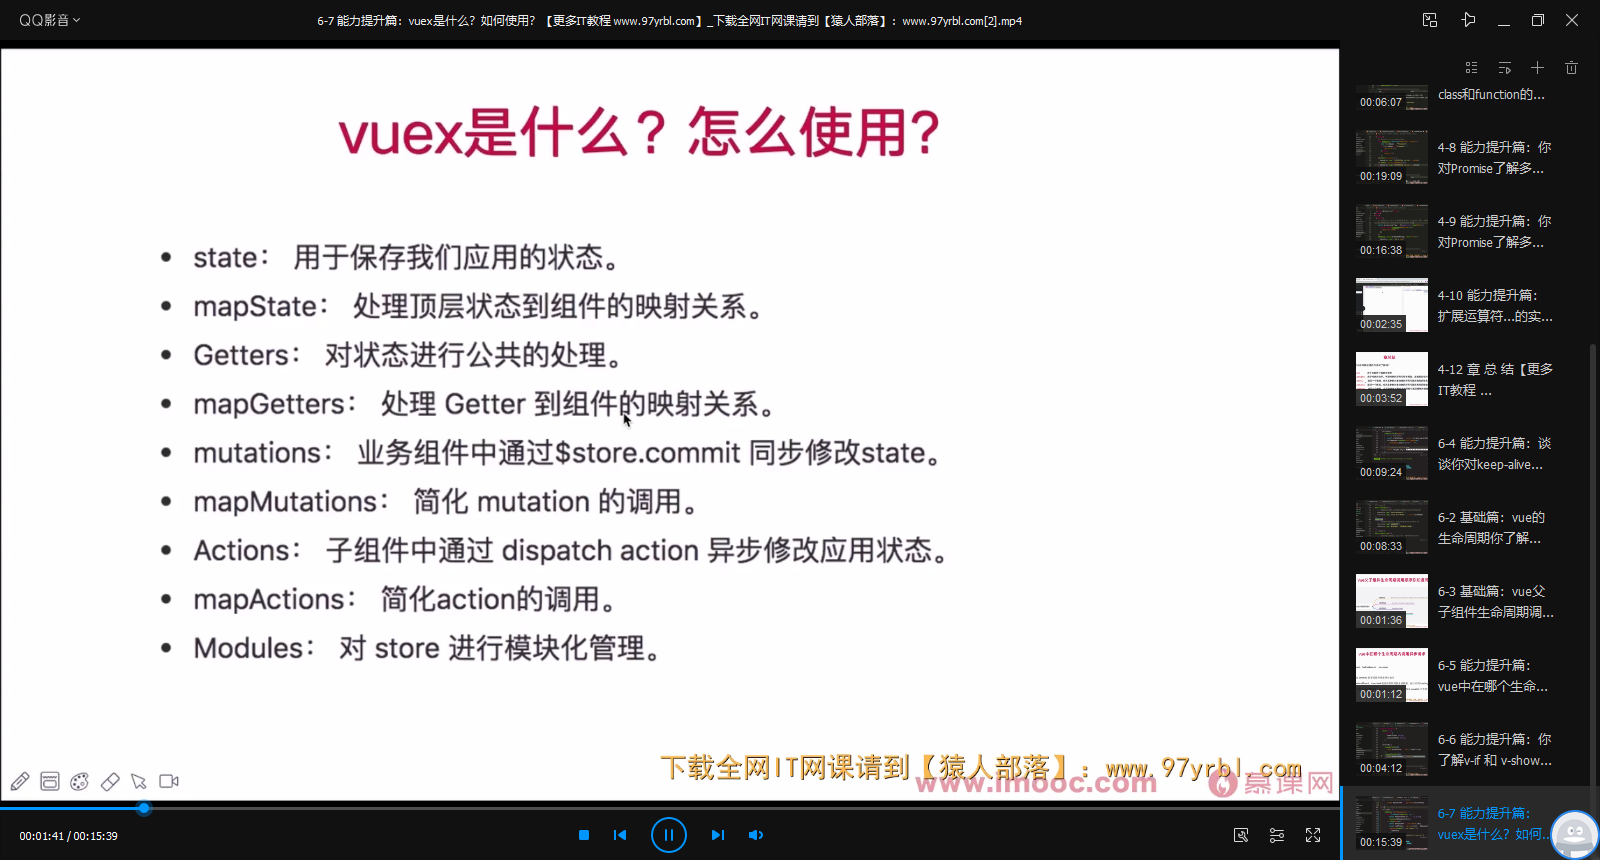 QQ影音
6-7 能力提升篇：vuex是什么？如何使用？【更多IT教程 www.97yrbl.com】_下载全网IT网课请到【猿人部落】：www.97yrbl.com[2].mp4
vuex是什么？怎么使用？
• state： 用于保存我们应用的状态。
• mapState： 处理顶层状态到组件的映射关系。
• Getters： 对状态进行公共的处理。
• mapGetters： 处理 Getter 到组件的映射关系。
• mutations： 业务组件中通过$store.commit 同步修改state。
• mapMutations： 简化 mutation 的调用。
• Actions： 子组件中通过 dispatch action 异步修改应用状态。
• mapActions： 简化action的调用。
• Modules： 对 store 进行模块化管理。
下载全网IT网课请到【猿人部落】：www.97yrbl.com
www.imooc.com
慕课网
00:01:41 / 00:15:39
class和function的...
00:06:07
4-8 能力提升篇：你
对Promise了解多...
00:19:09
4-9 能力提升篇：你
对Promise了解多...
00:16:38
4-10 能力提升篇：
扩展运算符...的实...
00:02:35
4-12 章 总 结【更多
IT教程 ...
00:03:52
6-4 能力提升篇：谈
谈你对keep-alive...
00:09:24
6-2 基础篇：vue的
生命周期你了解...
00:08:33
6-3 基础篇：vue父
子组件生命周期调...
00:01:36
6-5 能力提升篇：
vue中在哪个生命...
00:01:12
6-6 能力提升篇：你
了解v-if 和 v-show...
00:04:12
6-7 能力提升篇：
vuex是什么？如何...
00:15:39